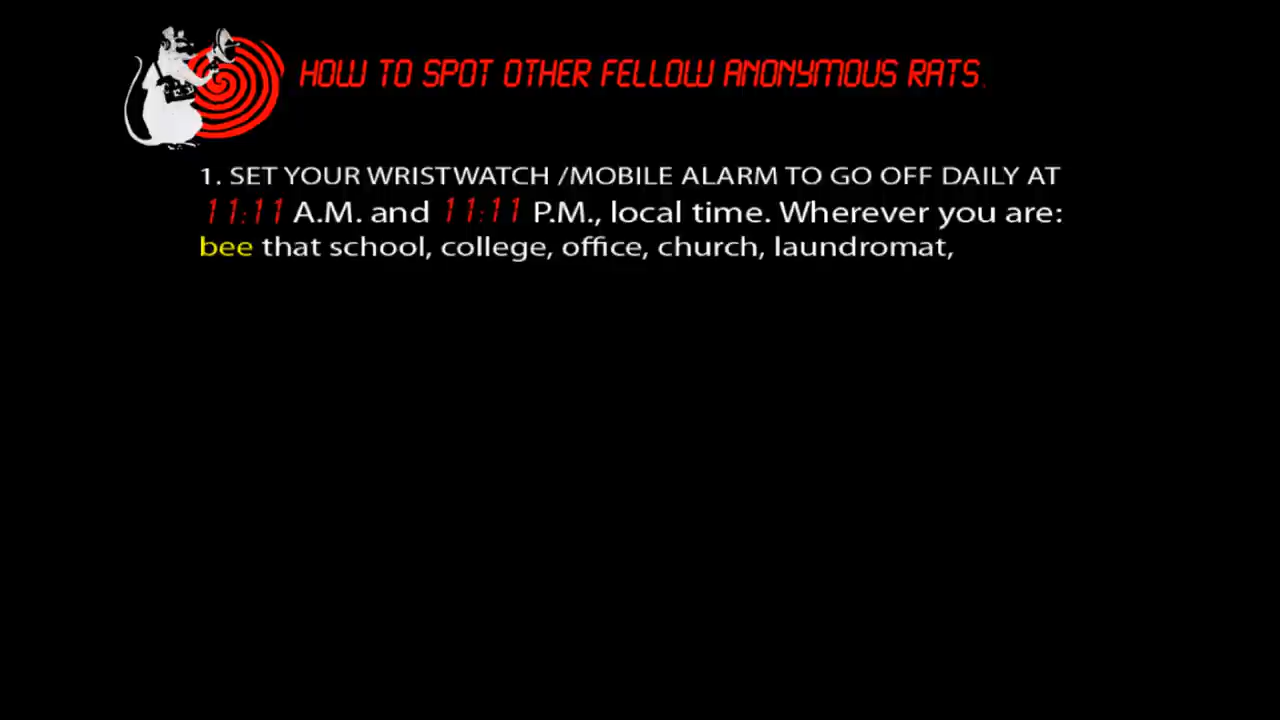 HOW TO SPOT OTHER FELLOW ANONYMOUS RATS.
1. SET YOUR WRISTWATCH /MOBILE ALARM TO GO OFF DAILY AT
11:11 A.M. and 11:11 P.M., local time. Wherever you are:
bee that school, college, office, church, laundromat,